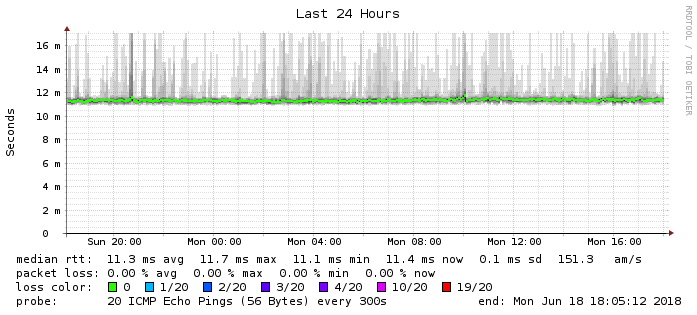 Last 24 Hours
RRDTOOL / TOBI OETIKER
Seconds
16 m
14 m
12 m
10 m
8 m
6 m
4 m
2 m
0
Sun 20:00 Mon 00:00 Mon 04:00 Mon 08:00 Mon 12:00 Mon 16:00
median rtt: 11.3 ms avg 11.7 ms max 11.1 ms min 11.4 ms now 0.1 ms sd 151.3 am/s
packet loss: 0.00 % avg 0.00 % max 0.00 % min 0.00 % now
loss color: 0 1/20 2/20 3/20 4/20 10/20 19/20
probe: 20 ICMP Echo Pings (56 Bytes) every 300s end: Mon Jun 18 18:05:12 2018